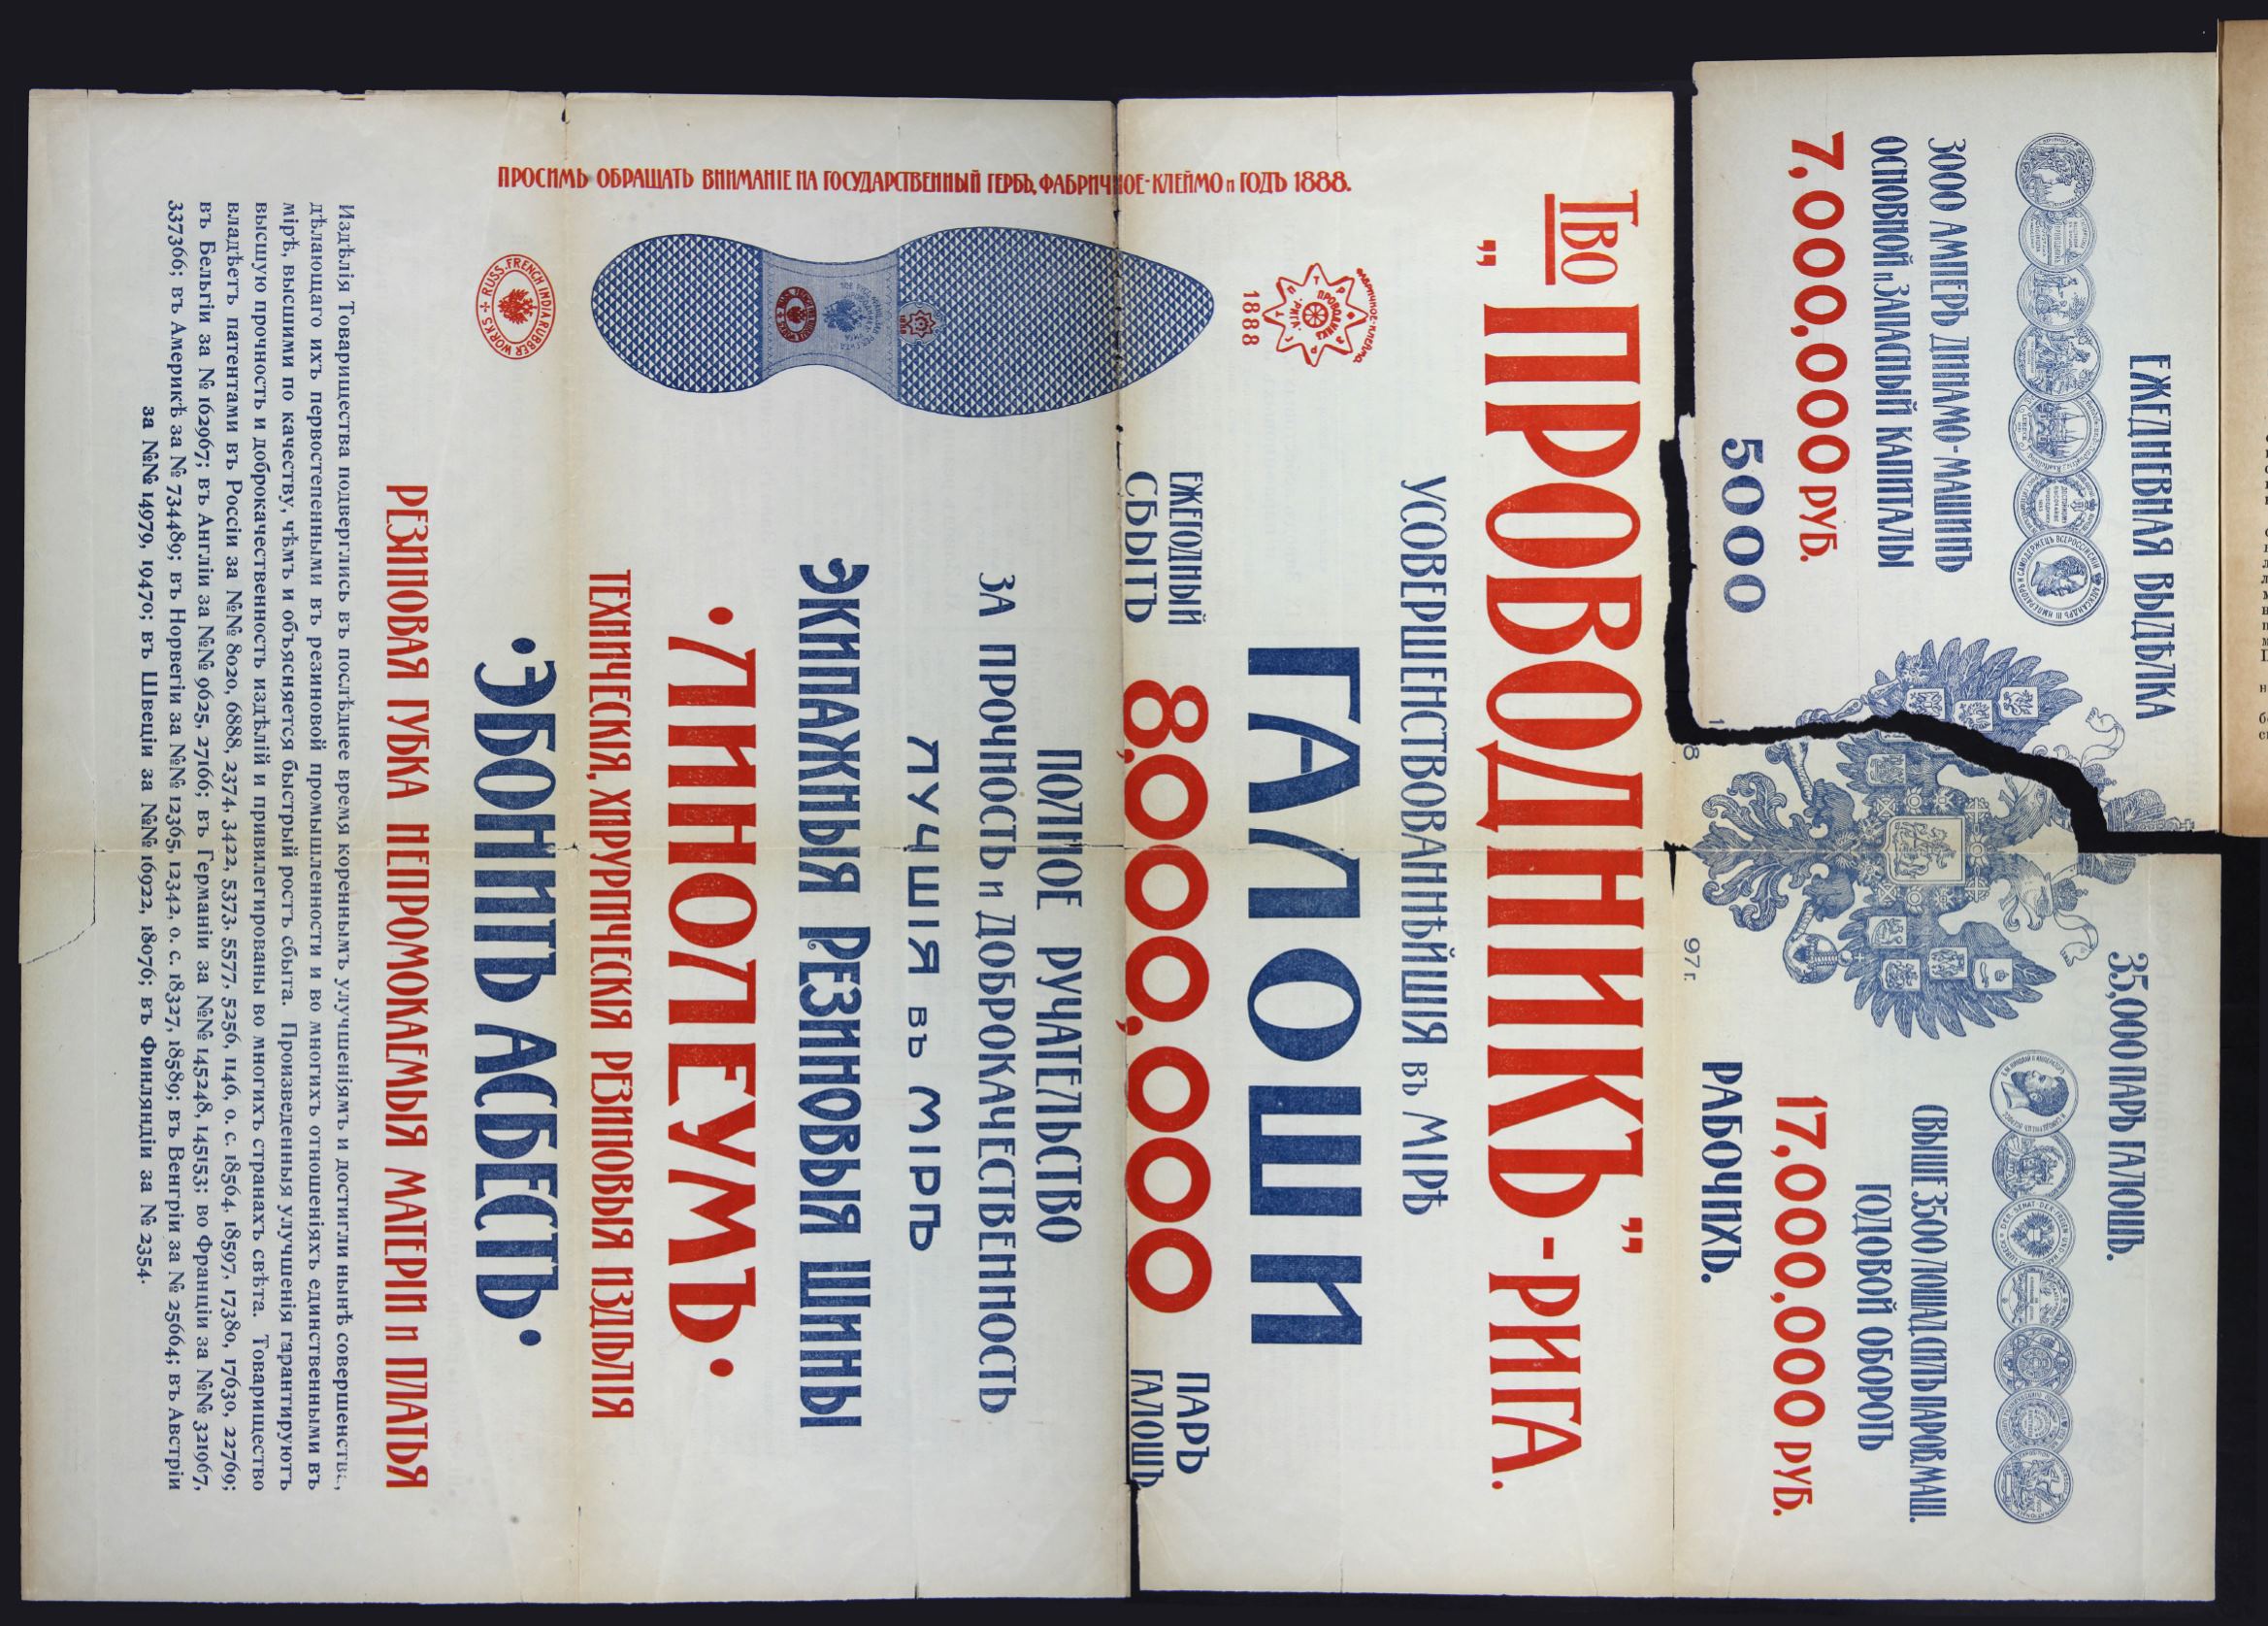 ЕЖЕДНЕВНАЯ ВЫДѢЛКА 35,000 ПАРЪ ГАЛОШЪ.
3000 АМПЕРЪ ДИНАМО-МАШИНЪ
СВЫШЕ 3500 ЛОШАД. СИЛЪ ПАРОВ. МАШ.
ОСНОВНОЙ и ЗАПАСНЫЙ КАПИТАЛЫ
ГОДОВОЙ ОБОРОТЪ
7,000,000 РУБ.
17,000,000 РУБ.
5000 РАБОЧИХЪ.
97 г.
Т-ВО
„ПРОВОДНИКЪ”-РИГА.
УСОВЕРШЕНСТВОВАННѢЙШІЯ ВЪ МІРѢ
ФАБРИЧНОЕ-КЛЕЙМО
ПРОВОДНИКЪ
РИГА.
1888
ГАЛОШИ
ЕЖЕГОДНЫЙ
СБЫТЪ
8,000,000
ПАРЪ
ГАЛОШЪ
ПОЛНОЕ РУЧАТЕЛЬСТВО
ЗА ПРОЧНОСТЬ и ДОБРОКАЧЕСТВЕННОСТЬ
ЛУЧШІЯ ВЪ МІРѢ
ЭКИПАЖНЫЯ РЕЗИНОВЫЯ ШИНЫ
·ЛИНОЛЕУМЪ·
ТЕХНИЧЕСКІЯ, ХИРУРГИЧЕСКІЯ РЕЗИНОВЫЯ ИЗДѢЛІЯ
·ЭБОНИТЪ АСБЕСТЪ·
РЕЗИНОВАЯ ГУБКА НЕПРОМОКАЕМЫЯ МАТЕРІИ и ПЛАТЬЯ
RUSS. FRENCH INDIA RUBBER WORKS
ПРОСИМЪ ОБРАЩАТЬ ВНИМАНІЕ НА ГОСУДАРСТВЕННЫЙ ГЕРБЪ, ФАБРИЧНОЕ-КЛЕЙМО и ГОДЪ 1888.
Издѣлія Товарищества подверглись въ послѣднее время кореннымъ улучшеніямъ и достигли нынѣ совершенства,
дѣлающаго ихъ первостепенными въ резиновой промышленности и во многихъ отношеніяхъ единственными въ
мірѣ, высшими по качеству, чѣмъ и объясняется быстрый ростъ сбыта. Произведенныя улучшенія гарантируютъ
высшую прочность и доброкачественность издѣлій и привилегированы во многихъ странахъ свѣта. Товарищество
владѣетъ патентами въ Россіи за №№ 8020, 6888, 2374, 3422, 5373, 5577, 5256, 1146, о. с. 18564, 18597, 17380, 17630, 22769;
въ Бельгіи за № 162967; въ Англіи за №№ 9625, 27166; въ Германіи за №№ 145248, 145153; во Франціи за №№ 321967,
337366; въ Америкѣ за № 734489; въ Норвегіи за №№ 12365, 12342, о. с. 18327, 18589; въ Венгріи за № 25664; въ Австріи
за №№ 14979, 19470; въ Швеціи за №№ 16922, 18076; въ Финляндіи за № 2354.